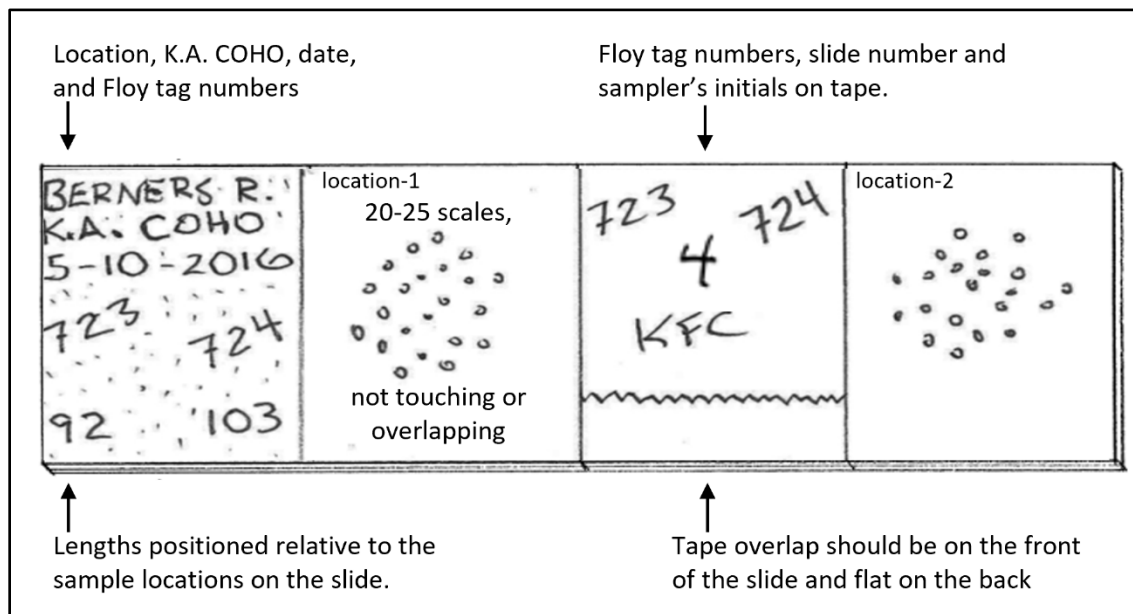 Location, K.A. COHO, date,
and Floy tag numbers
Floy tag numbers, slide number and
sampler’s initials on tape.
BERNERS R.
K.A. COHO
5-10-2016
723 724
92 103
location-1
20-25 scales,
not touching or
overlapping
723 724
4
KFC
location-2
Lengths positioned relative to the
sample locations on the slide.
Tape overlap should be on the front
of the slide and flat on the back